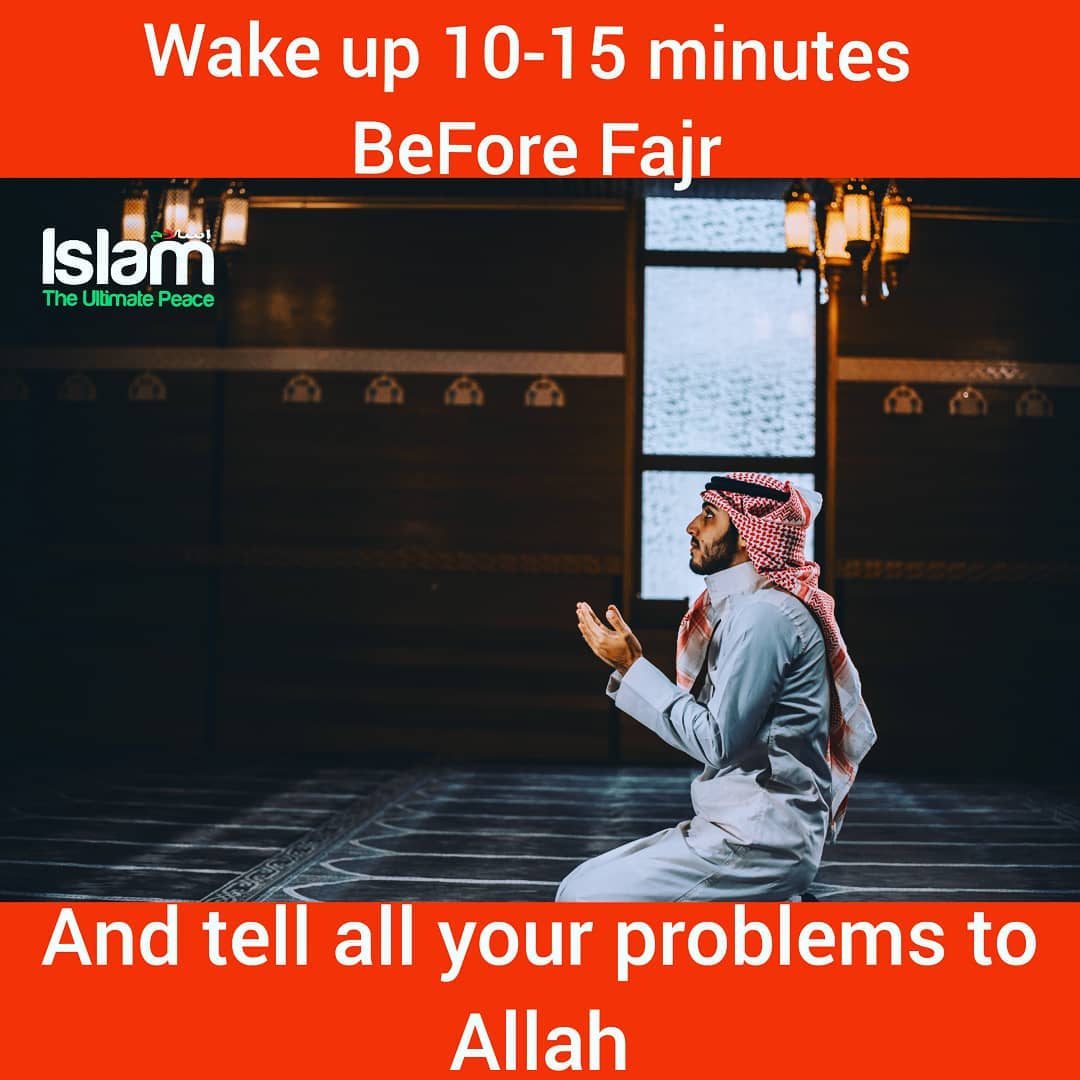 Wake up 10-15 minutes
BeFore Fajr
Islam
The Ultimate Peace
And tell all your problems to
Allah